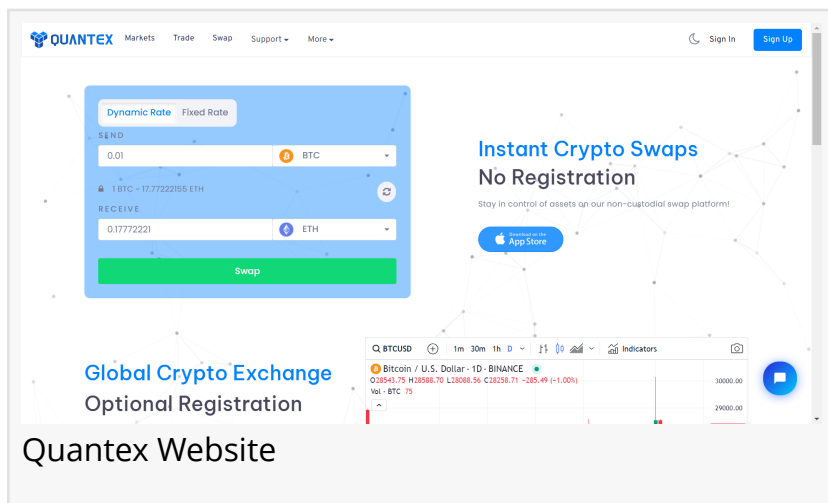 QUANTEX Markets Trade Swap Support More Sign In Sign Up
Dynamic Rate Fixed Rate
SEND
0,01 BTC
1 BTC ~ 17.77222155 ETH
RECEIVE
0,17772221 ETH
Swap
Instant Crypto Swaps
No Registration
Stay in control of assets on our non-custodial swap platform!
Download on the
App Store
Global Crypto Exchange
Optional Registration
BTCUSD 1m 30m 1h D Indicators
Bitcoin / U.S. Dollar · 1D · BINANCE
O28543.75 H28588.70 L28088.56 C28258.71 −285.49 (−1.00%)
Vol · BTC 75
30000.00
29000.00
Quantex Website